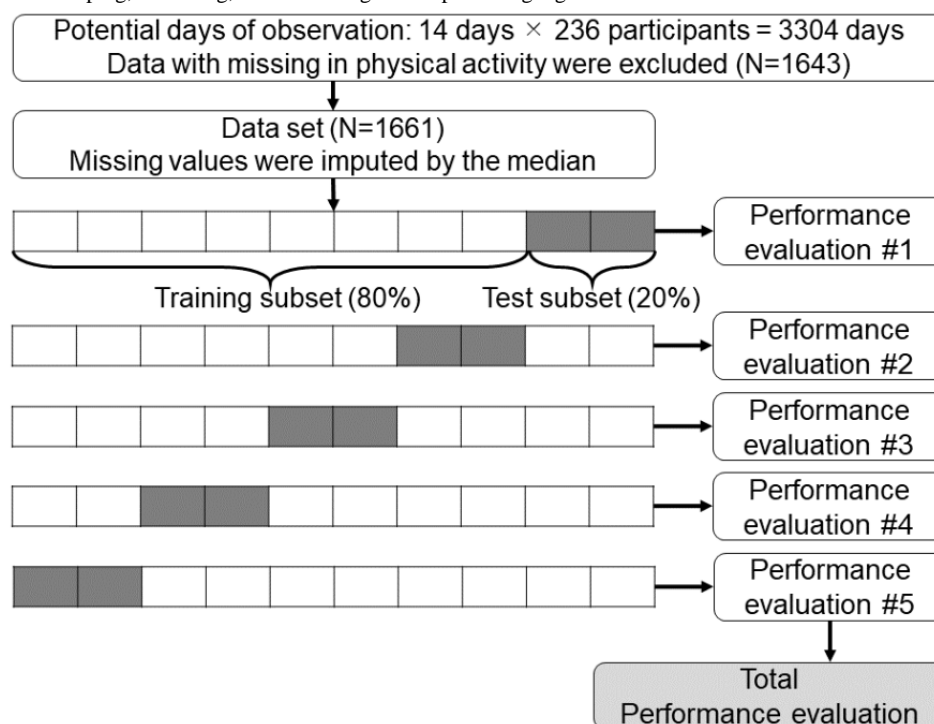 Potential days of observation: 14 days × 236 participants = 3304 days
Data with missing in physical activity were excluded (N=1643)
Data set (N=1661)
Missing values were imputed by the median
Performance
evaluation #1
Training subset (80%)
Test subset (20%)
Performance
evaluation #2
Performance
evaluation #3
Performance
evaluation #4
Performance
evaluation #5
Total
Performance evaluation